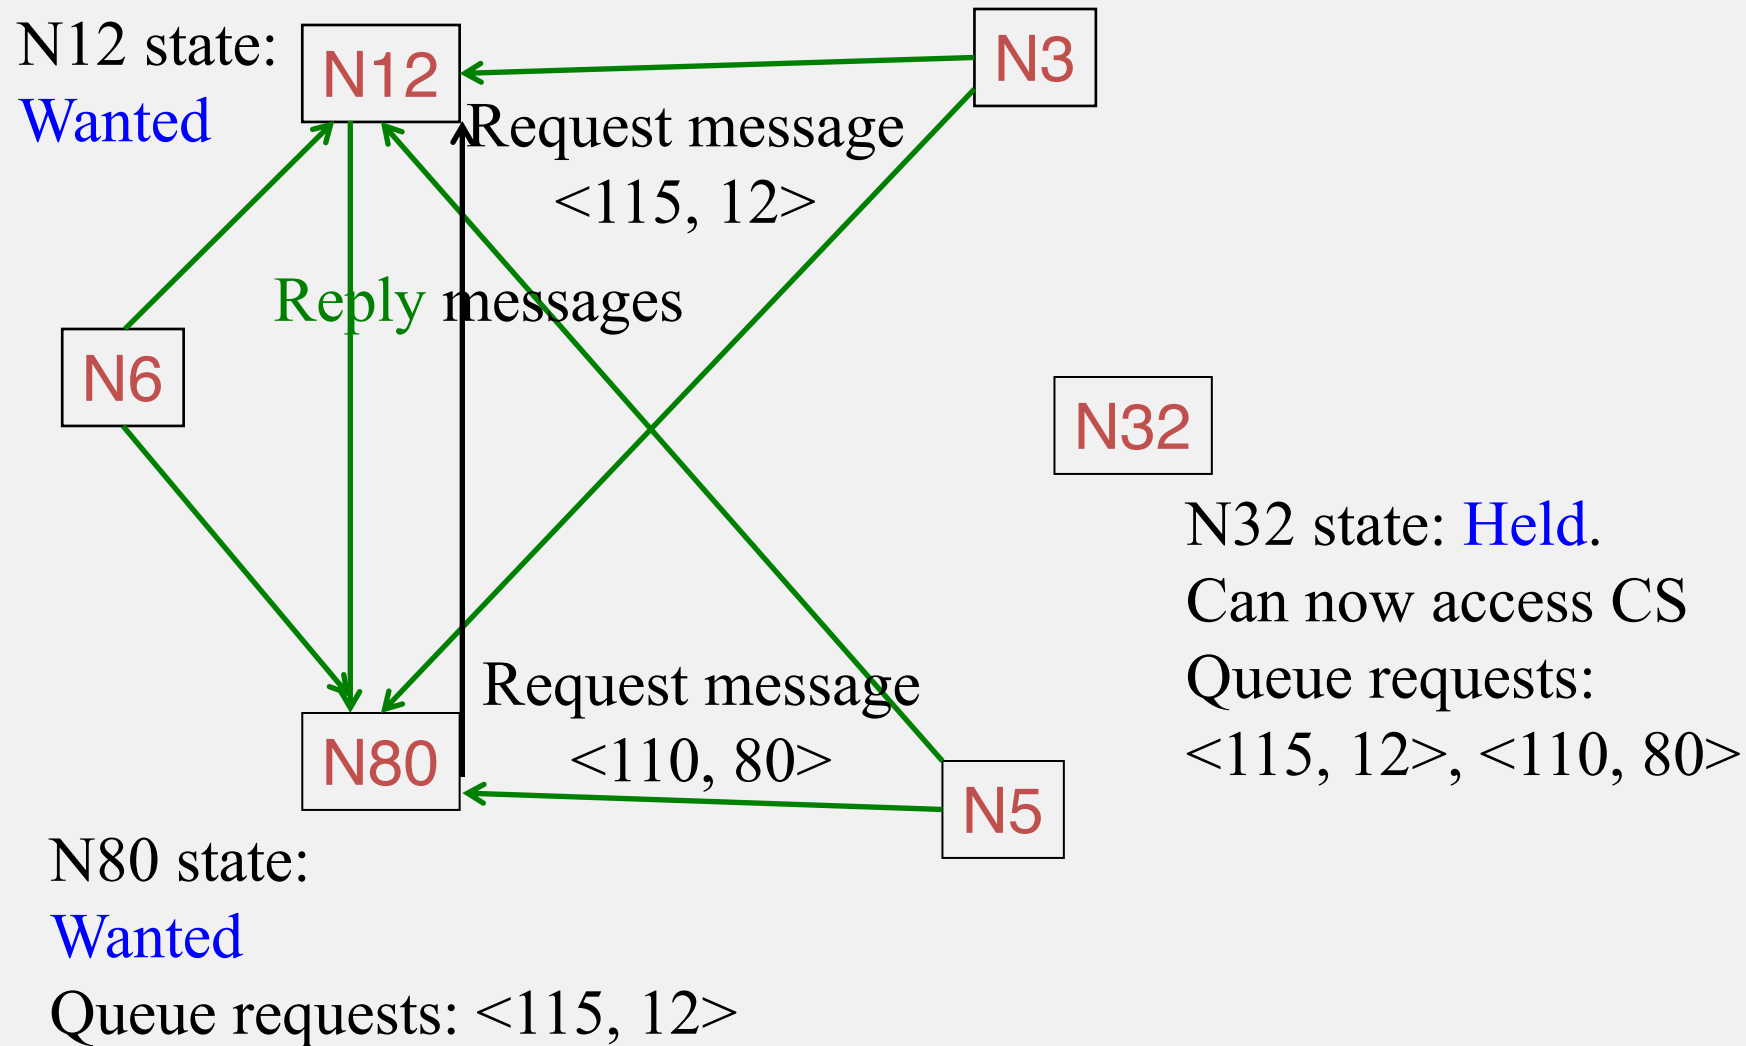 N12 state:
Wanted
N12
N3
Request message
<115, 12>
Reply messages
N6
N32
N32 state: Held.
Can now access CS
Queue requests:
<115, 12>, <110, 80>
Request message
<110, 80>
N80
N5
N80 state:
Wanted
Queue requests: <115, 12>